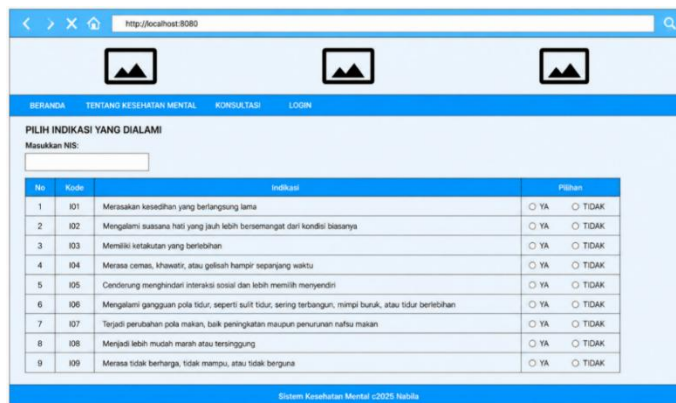 http://localhost:8080
BERANDA TENTANG KESEHATAN MENTAL KONSULTASI LOGIN
PILIH INDIKASI YANG DIALAMI
Masukkan NIS:
No Kode Indikasi Pilihan
1 I01 Merasakan kesedihan yang berlangsung lama YA TIDAK
2 I02 Mengalami suasana hati yang jauh lebih bersemangat dari kondisi biasanya YA TIDAK
3 I03 Memiliki ketakutan yang berlebihan YA TIDAK
4 I04 Merasa cemas, khawatir, atau gelisah hampir sepanjang waktu YA TIDAK
5 I05 Cenderung menghindari interaksi sosial dan lebih memilih menyendiri YA TIDAK
6 I06 Mengalami gangguan pola tidur, seperti sulit tidur, sering terbangun, mimpi buruk, atau tidur berlebihan YA TIDAK
7 I07 Terjadi perubahan pola makan, baik peningkatan maupun penurunan nafsu makan YA TIDAK
8 I08 Menjadi lebih mudah marah atau tersinggung YA TIDAK
9 I09 Merasa tidak berharga, tidak mampu, atau tidak berguna YA TIDAK
Sistem Kesehatan Mental c2025 Nabila